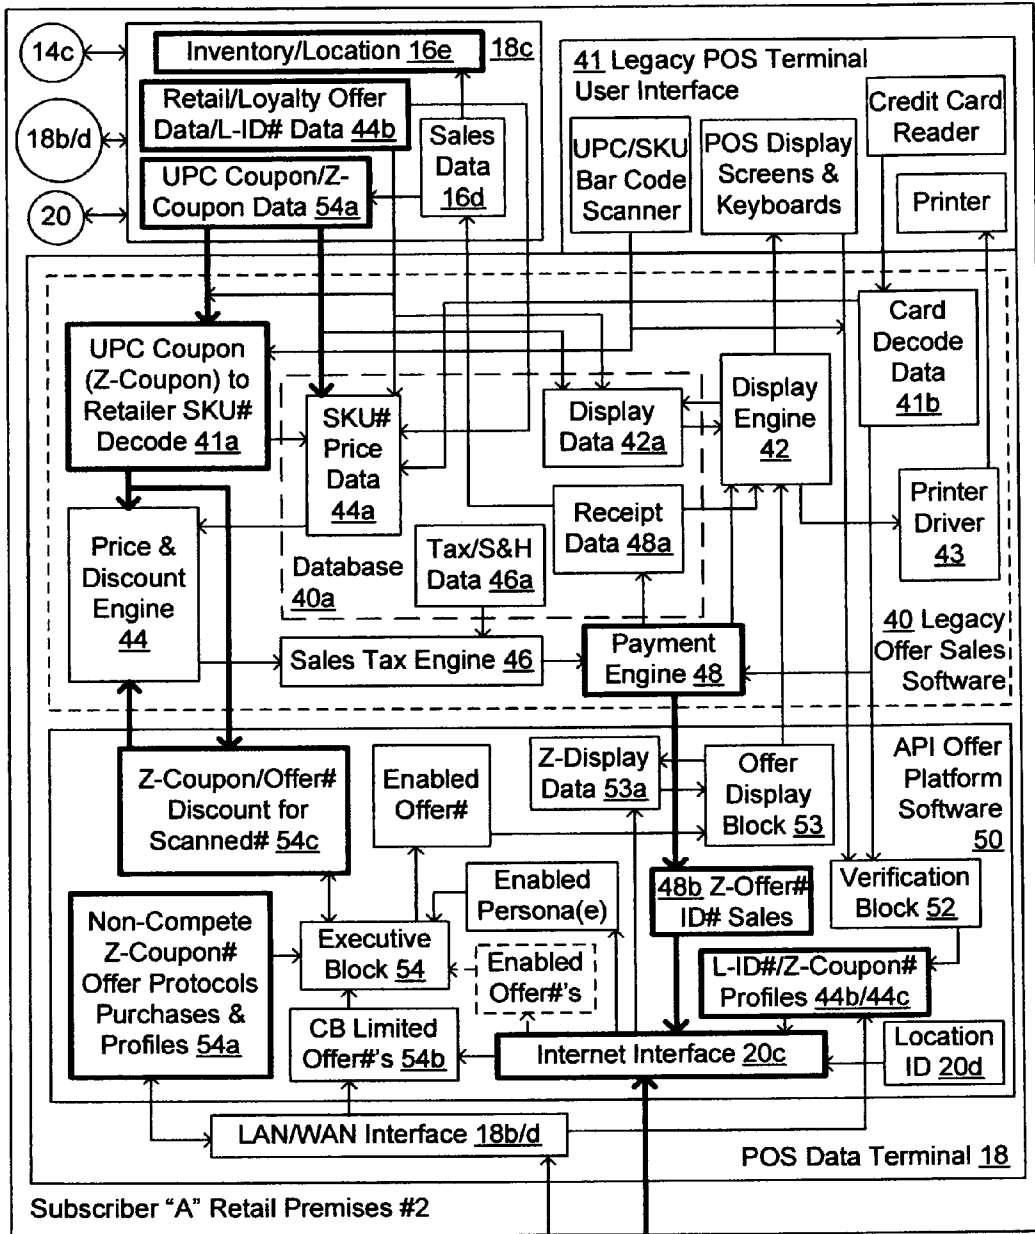 14c
18b/d
20
Inventory/Location 16e
18c
Retail/Loyalty Offer
Data/L-ID# Data 44b
UPC Coupon/Z-
Coupon Data 54a
Sales
Data
16d
41 Legacy POS Terminal
User Interface
UPC/SKU
Bar Code
Scanner
POS Display
Screens &
Keyboards
Credit Card
Reader
Printer
UPC Coupon
(Z-Coupon) to
Retailer SKU#
Decode 41a
SKU#
Price
Data
44a
Display
Data 42a
Display
Engine
42
Card
Decode
Data
41b
Price &
Discount
Engine
44
Database
40a
Tax/S&H
Data 46a
Receipt
Data 48a
Printer
Driver
43
Sales Tax Engine 46
Payment
Engine 48
40 Legacy
Offer Sales
Software
Z-Coupon/Offer#
Discount for
Scanned# 54c
Enabled
Offer#
Z-Display
Data 53a
Offer
Display
Block 53
API Offer
Platform
Software
50
Non-Compete
Z-Coupon#
Offer Protocols
Purchases &
Profiles 54a
Executive
Block 54
Enabled
Persona(e)
Enabled
Offer#'s
48b Z-Offer#
ID# Sales
Verification
Block 52
L-ID#/Z-Coupon#
Profiles 44b/44c
CB Limited
Offer#'s 54b
Internet Interface 20c
Location
ID 20d
LAN/WAN Interface 18b/d
POS Data Terminal 18
Subscriber “A” Retail Premises #2